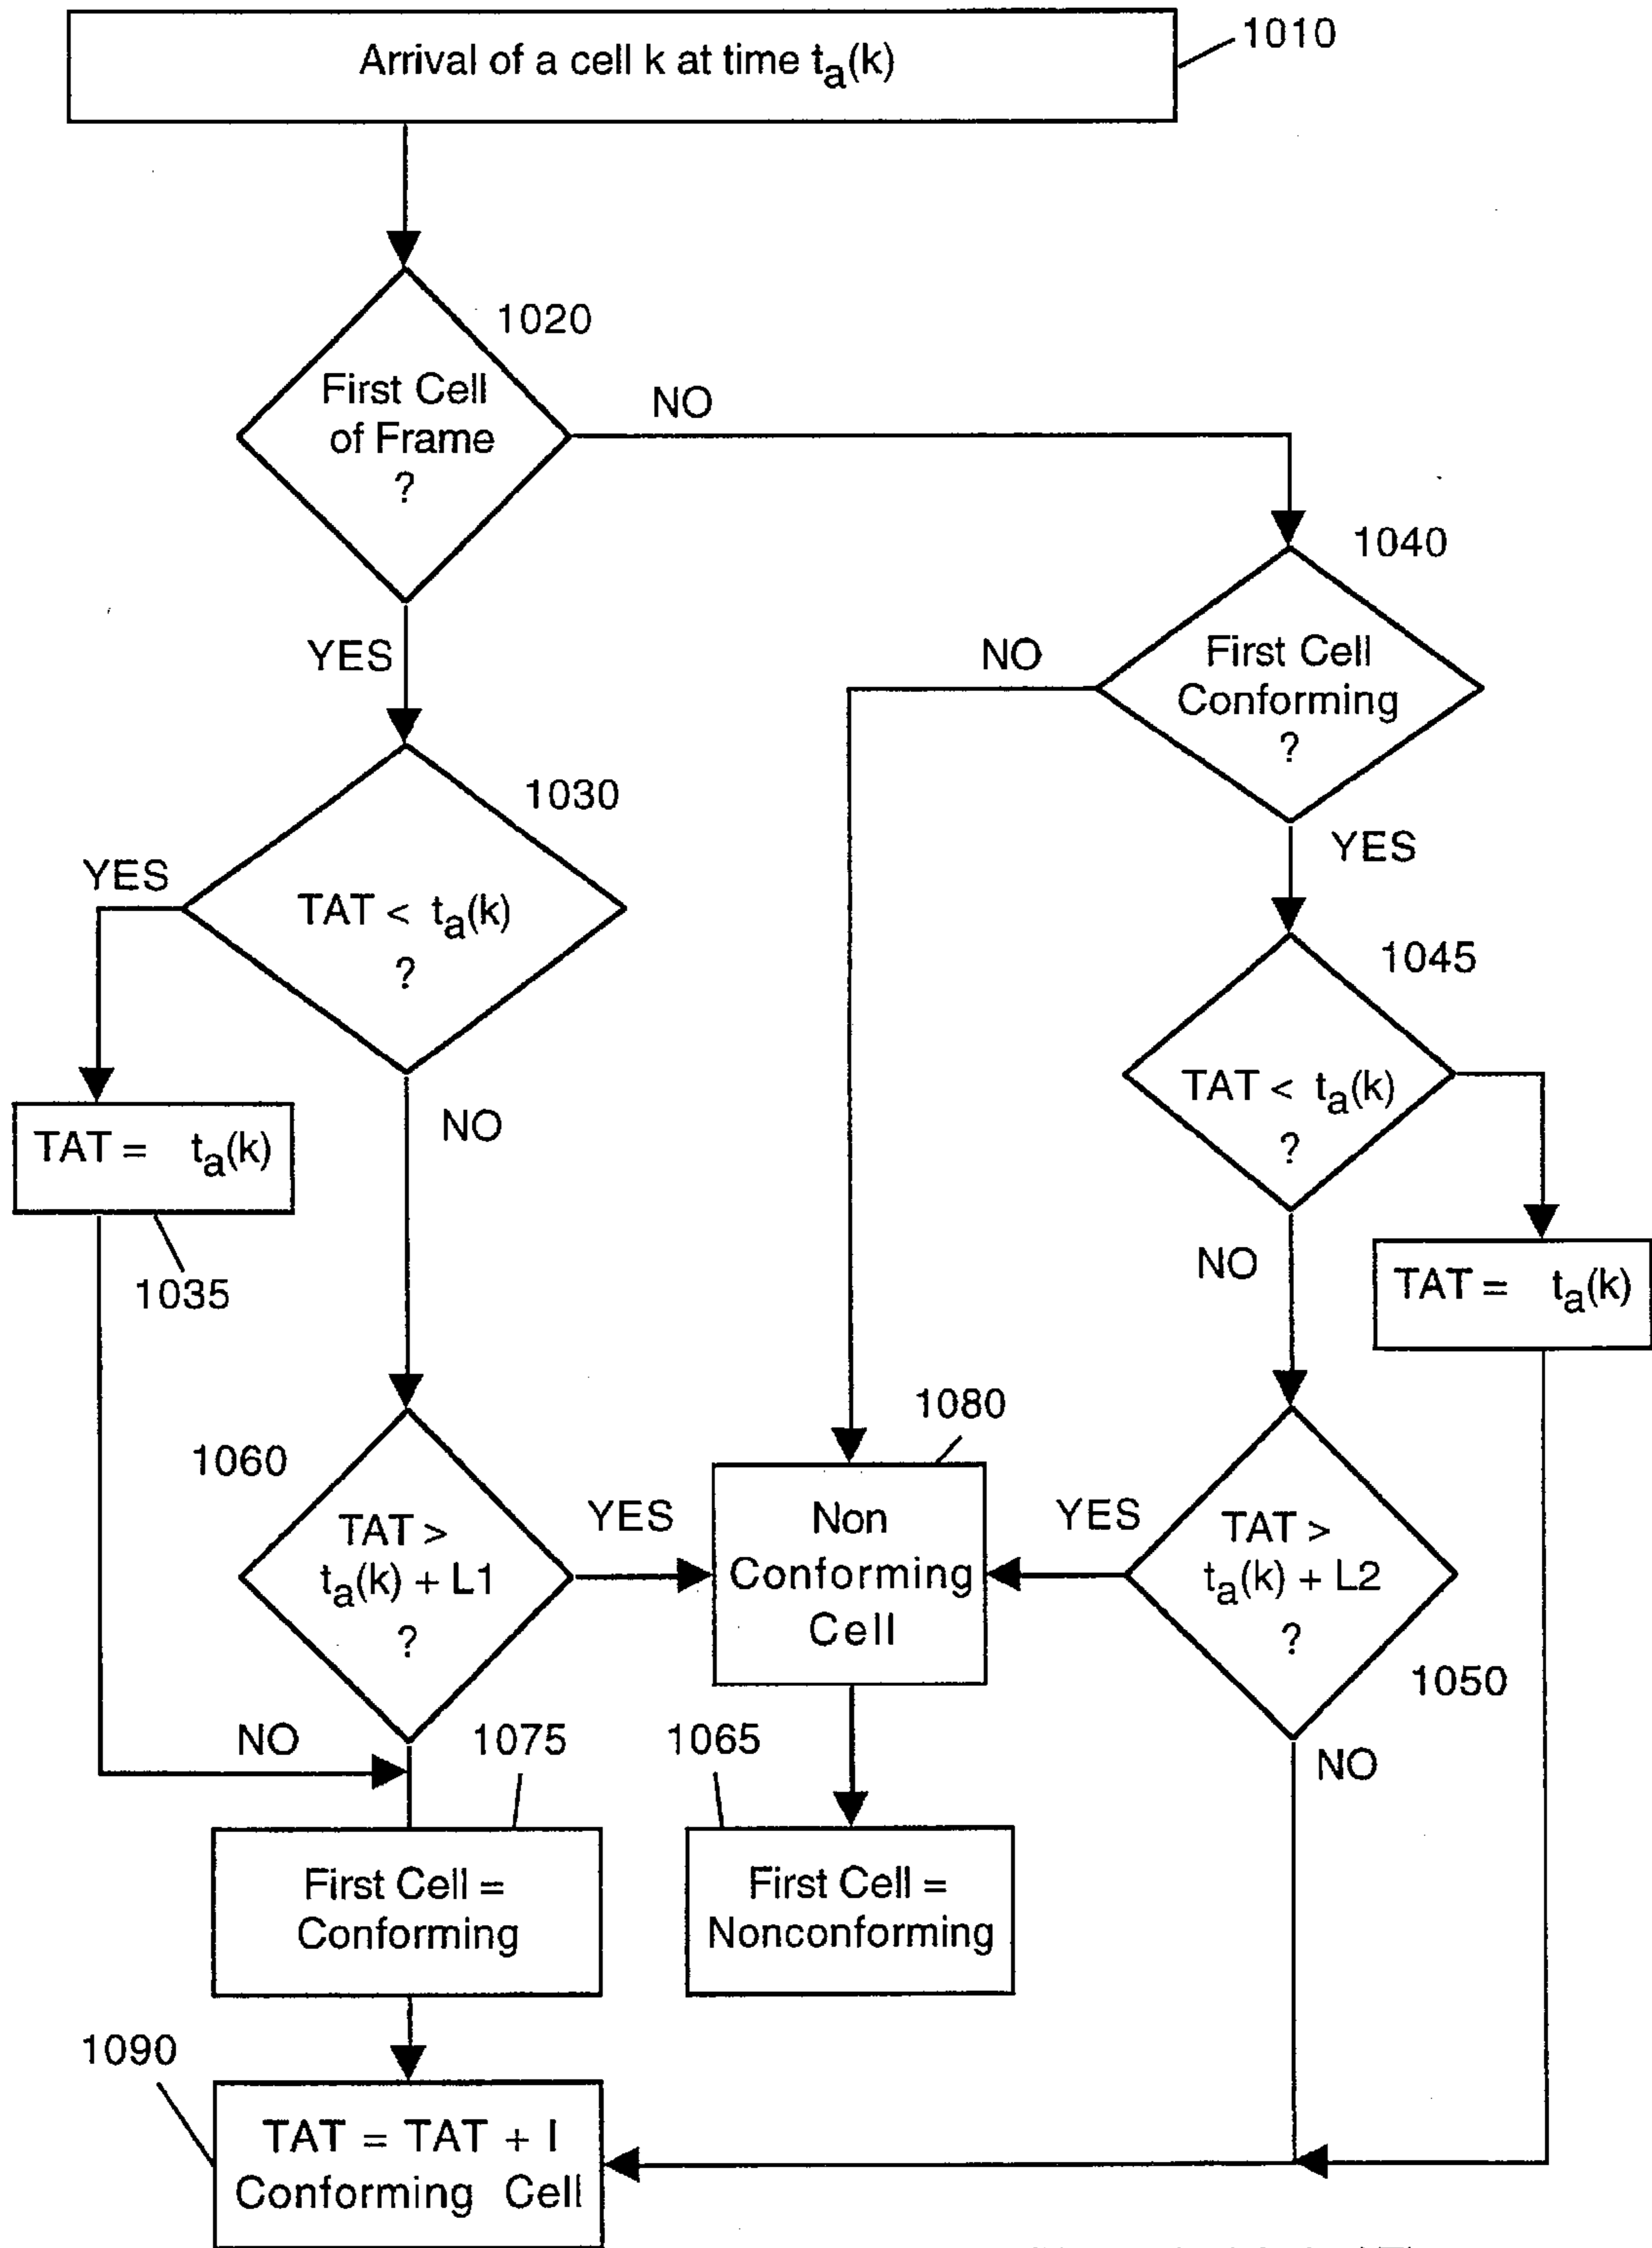 Arrival of a cell k at time ta(k)
1010
1020
First Cell
of Frame
?
NO
YES
1040
First Cell
Conforming
?
NO
YES
1030
TAT < ta(k)
?
YES
NO
TAT = ta(k)
1035
1045
TAT < ta(k)
?
NO
TAT = ta(k)
1060
TAT >
ta(k) + L1
?
YES
NO
1080
Non
Conforming
Cell
YES
TAT >
ta(k) + L2
?
1050
NO
1075
First Cell =
Conforming
1065
First Cell =
Nonconforming
1090
TAT = TAT + I
Conforming Cell